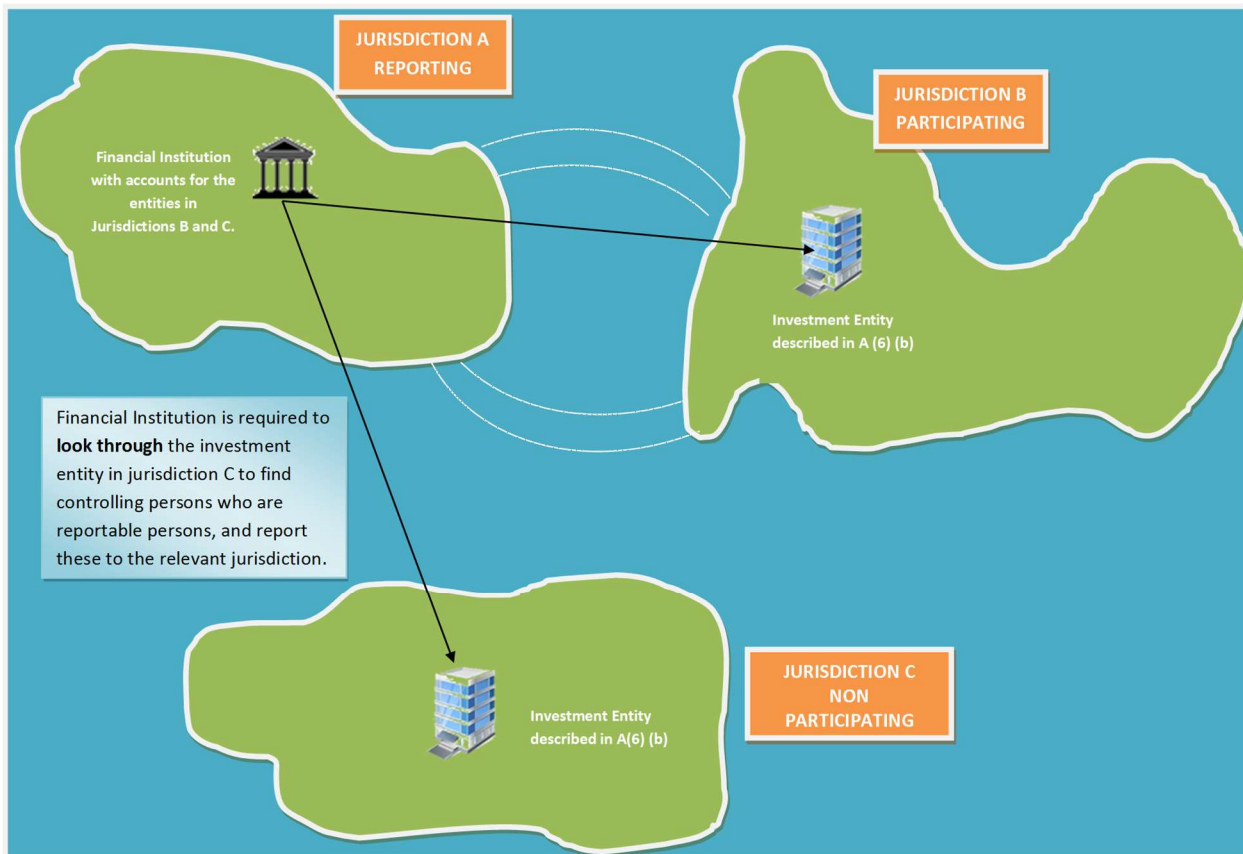 JURISDICTION A
REPORTING
JURISDICTION B
PARTICIPATING
Financial Institution
with accounts for the
entities in
Jurisdictions B and C.
Investment Entity
described in A (6) (b)
Financial Institution is required to
look through the investment
entity in jurisdiction C to find
controlling persons who are
reportable persons, and report
these to the relevant jurisdiction.
JURISDICTION C
NON
PARTICIPATING
Investment Entity
described in A(6) (b)